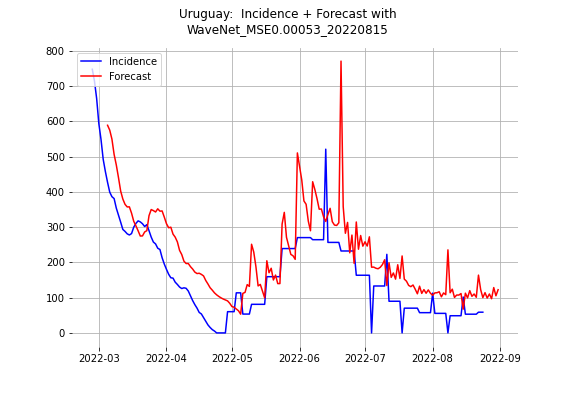 Uruguay:  Incidence + Forecast with
WaveNet_MSE0.00053_20220815
Incidence
Forecast
800
700
600
500
400
300
200
100
0
2022-03 2022-04 2022-05 2022-06 2022-07 2022-08 2022-09